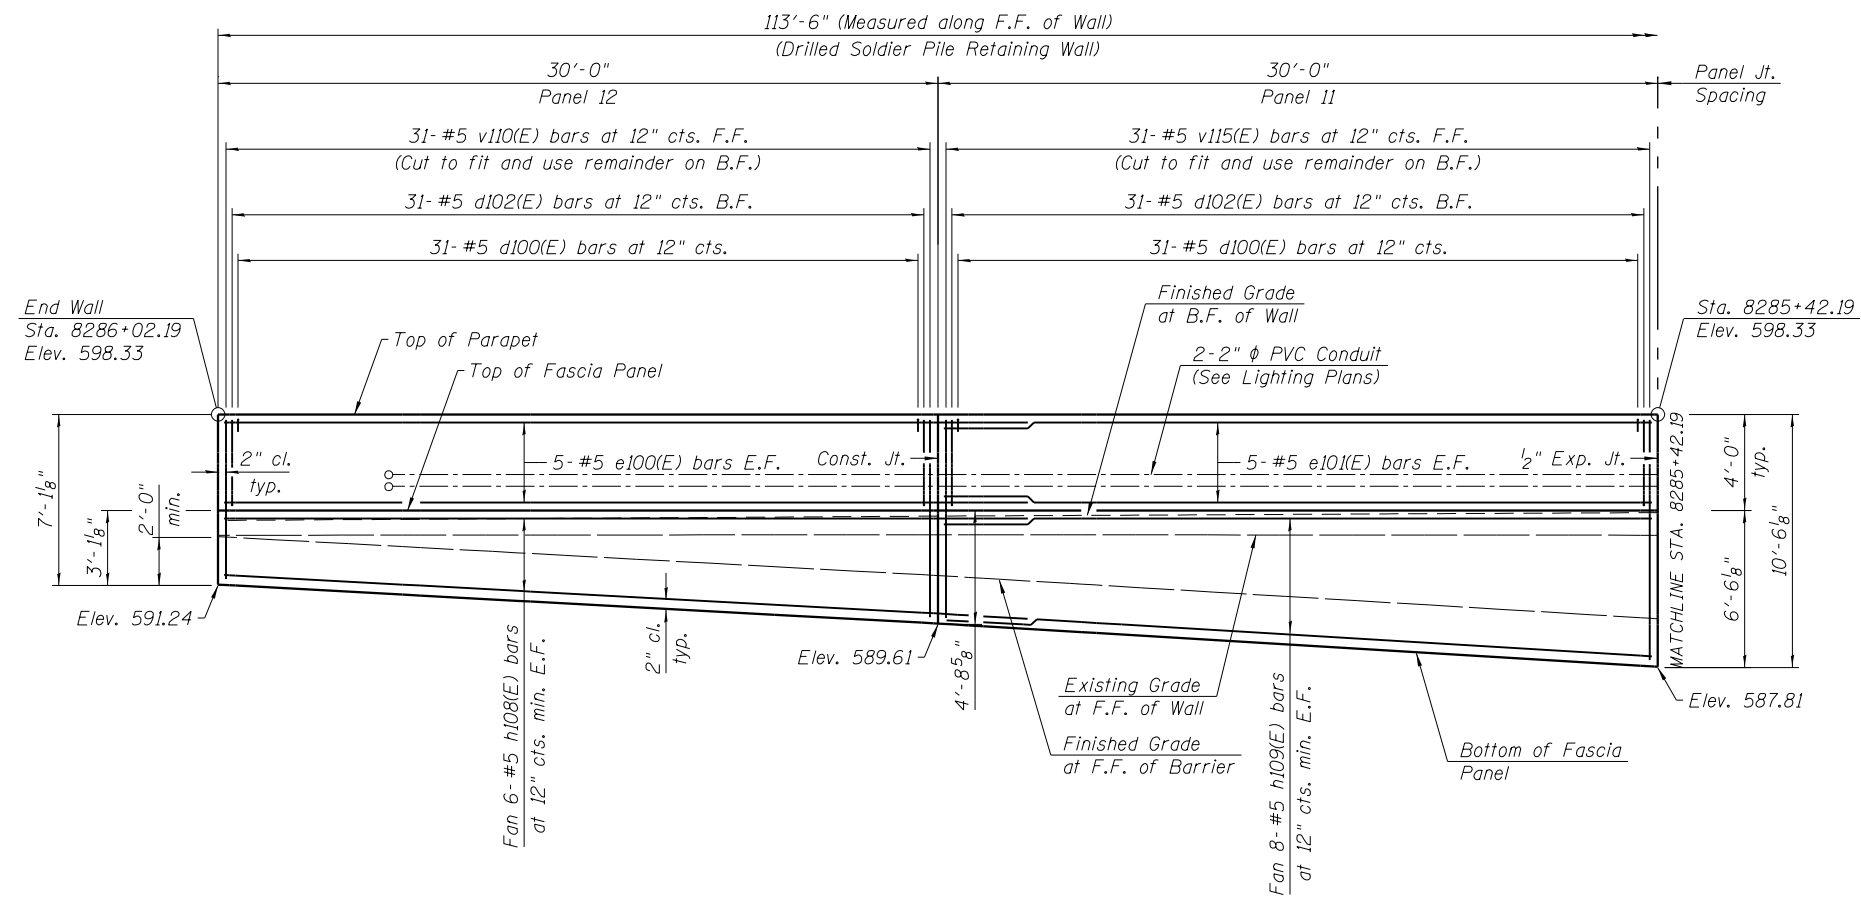 113'-6" (Measured along F.F. of Wall)
(Drilled Soldier Pile Retaining Wall)
30'-0"
Panel 12
30'-0"
Panel 11
Panel Jt.
Spacing
31- #5 v110(E) bars at 12" cts. F.F.
(Cut to fit and use remainder on B.F.)
31- #5 v115(E) bars at 12" cts. F.F.
(Cut to fit and use remainder on B.F.)
31- #5 d102(E) bars at 12" cts. B.F.
31- #5 d102(E) bars at 12" cts. B.F.
31- #5 d100(E) bars at 12" cts.
31- #5 d100(E) bars at 12" cts.
End Wall
Sta. 8286+02.19
Elev. 598.33
Top of Parapet
Top of Fascia Panel
Finished Grade
at B.F. of Wall
2-2" ϕ PVC Conduit
(See Lighting Plans)
Sta. 8285+42.19
Elev. 598.33
7'-1 1/8"
3'-1 1/8"
2'-0"
min.
2" cl.
typ.
5- #5 e100(E) bars E.F.
Const. Jt.
5- #5 e101(E) bars E.F.
1/2" Exp. Jt.
MATCHLINE STA. 8285+42.19
4'-0"
typ.
6'-6 1/8"
10'-6 1/8"
Elev. 591.24
Fan 6- #5 h108(E) bars
at 12" cts. min. E.F.
2" cl.
typ.
Elev. 589.61
4'-8 5/8"
Existing Grade
at F.F. of Wall
Finished Grade
at F.F. of Barrier
Fan 8- #5 h109(E) bars
at 12" cts. min. E.F.
Bottom of Fascia
Panel
Elev. 587.81